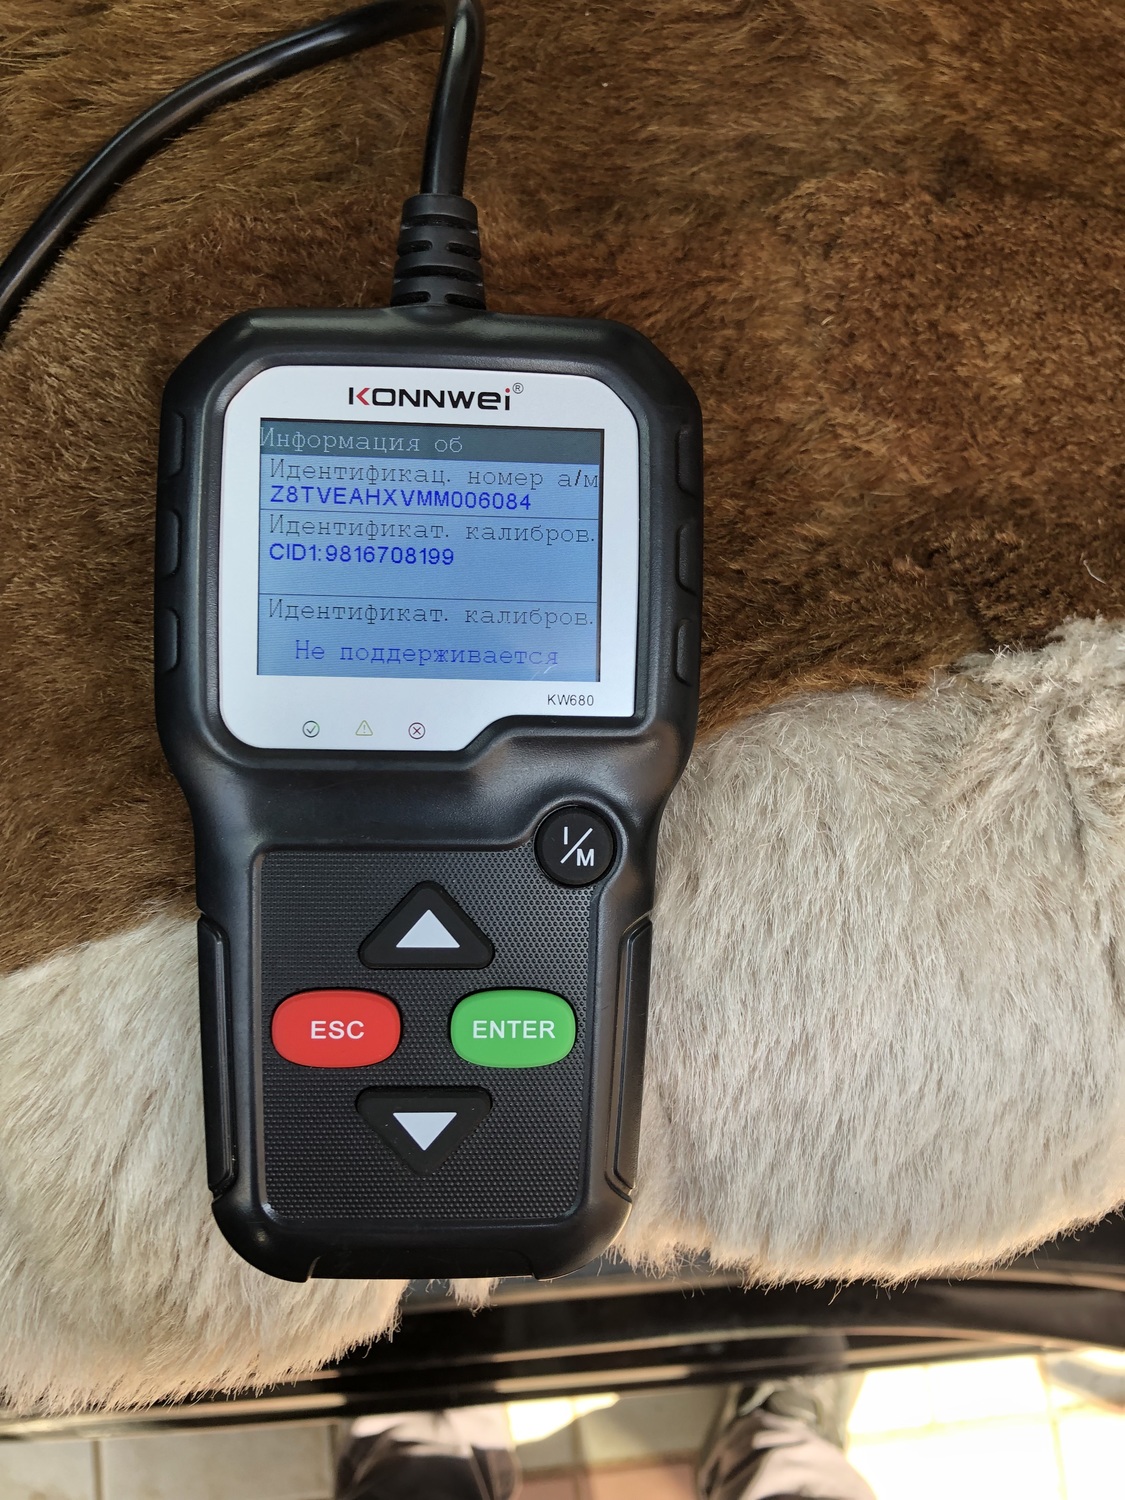 KONNWEI®
Информация об
Идентификац. номер а/м
Z8TVEAHXVMM006084
Идентификат. калибров.
CID1:9816708199
Идентификат. калибров.
Не поддерживается
KW680
I/M
ESC
ENTER